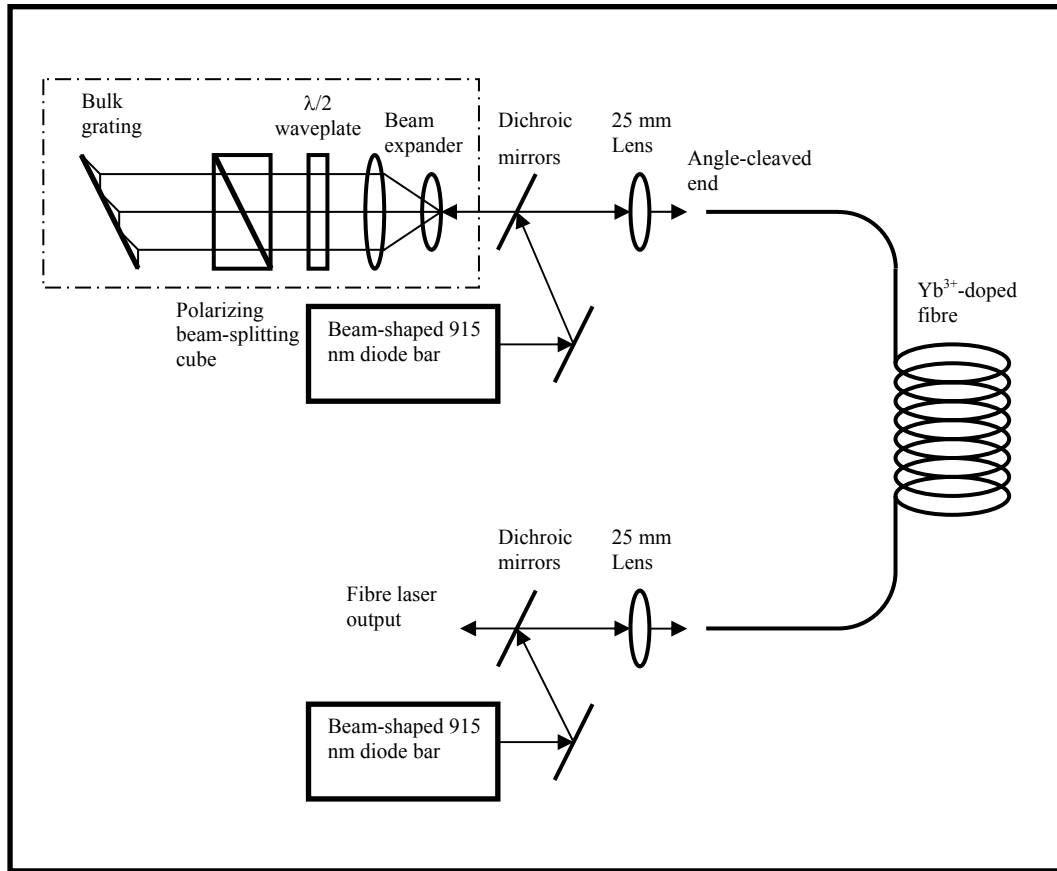 Bulk
grating
λ/2
waveplate
Beam
expander
Dichroic
mirrors
25 mm
Lens
Angle-cleaved
end
Polarizing
beam-splitting
cube
Beam-shaped 915
nm diode bar
Yb³⁺-doped
fibre
Dichroic
mirrors
25 mm
Lens
Fibre laser
output
Beam-shaped 915
nm diode bar